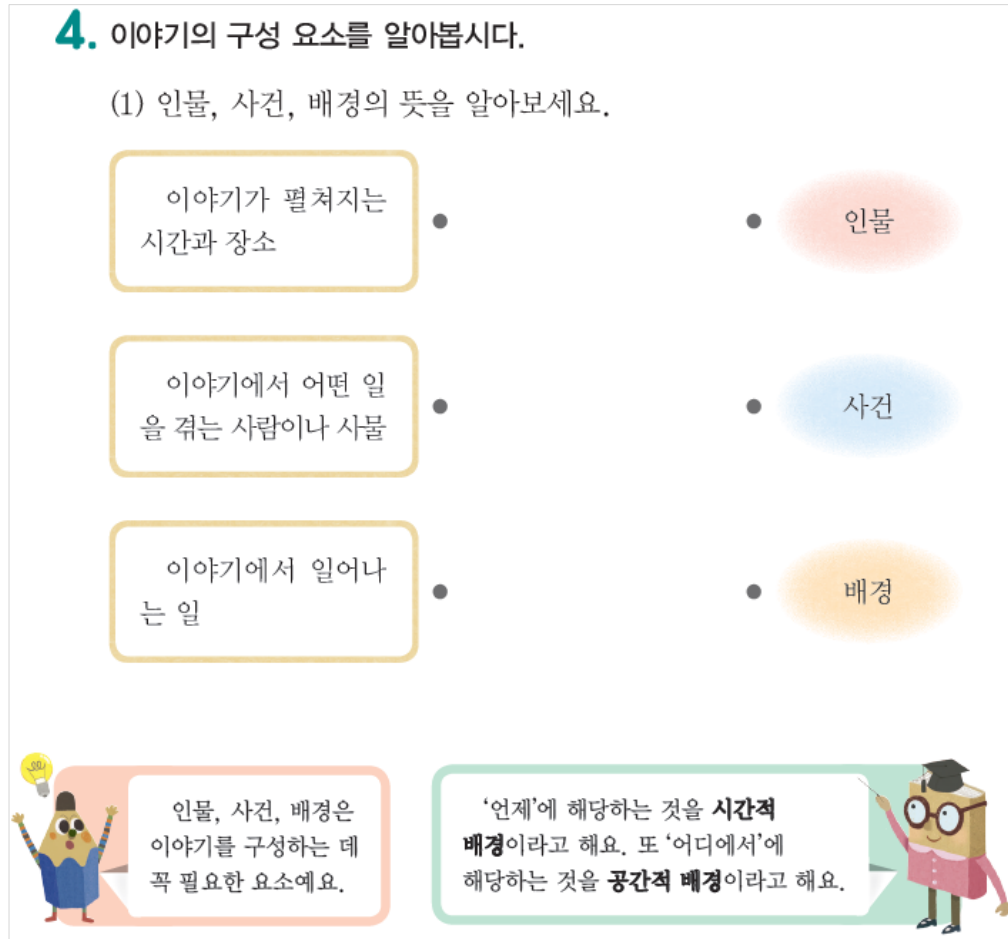 4. 이야기의 구성 요소를 알아봅시다.
(1) 인물, 사건, 배경의 뜻을 알아보세요.
이야기가 펼쳐지는
시간과 장소
인물
이야기에서 어떤 일
을 겪는 사람이나 사물
사건
이야기에서 일어나
는 일
배경
인물, 사건, 배경은
이야기를 구성하는 데
꼭 필요한 요소예요.
‘언제’에 해당하는 것을 시간적
배경이라고 해요. 또 ‘어디에서’에
해당하는 것을 공간적 배경이라고 해요.